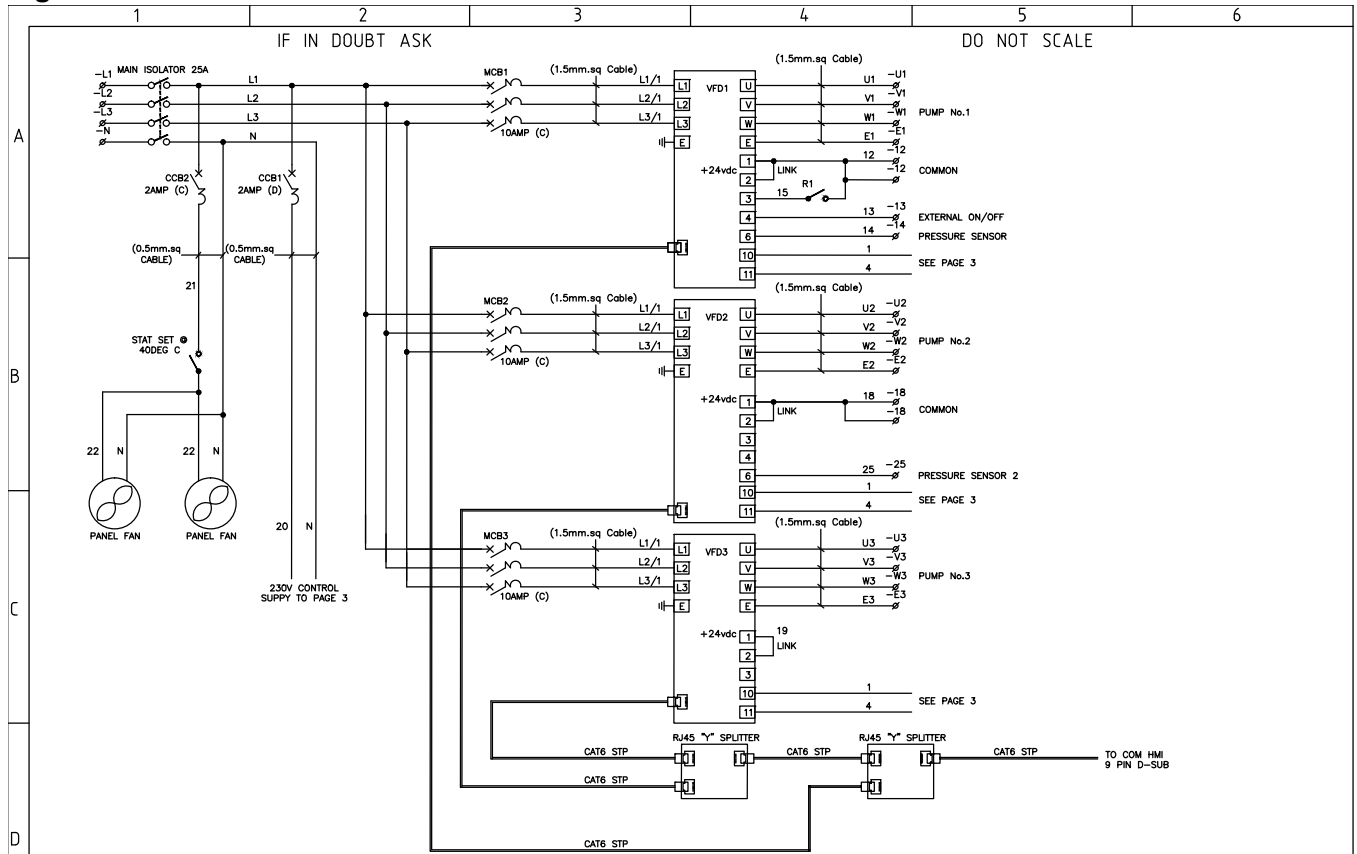 1 2 3 4 5 6
IF IN DOUBT ASK
DO NOT SCALE
A
B
C
D
MAIN ISOLATOR 25A
-L1
-L2
-L3
-N
L1
L2
L3
N
CCB2
2AMP (C)
CCB1
2AMP (D)
(0.5mm.sq
CABLE)
(0.5mm.sq
CABLE)
21
STAT SET @
40DEG C
22 N 22 N
PANEL FAN
PANEL FAN
20 N
230V CONTROL
SUPPY TO PAGE 3
MCB1
10AMP (C)
(1.5mm.sq Cable)
L1/1
L2/1
L3/1
L1
L2
L3
E
VFD1
+24vdc
U
V
W
E
1
2
3
4
6
10
11
(1.5mm.sq Cable)
U1 -U1
V1 -V1
W1 -W1
E1 -E1
PUMP No.1
LINK
R1
15
12 -12
-12
COMMON
13 -13
EXTERNAL ON/OFF
14 -14
PRESSURE SENSOR
1
4
SEE PAGE 3
MCB2
10AMP (C)
(1.5mm.sq Cable)
L1/1
L2/1
L3/1
L1
L2
L3
E
VFD2
+24vdc
U
V
W
E
1
2
3
4
6
10
11
(1.5mm.sq Cable)
U2 -U2
V2 -V2
W2 -W2
E2 -E2
PUMP No.2
LINK
18 -18
-18
COMMON
25 -25
PRESSURE SENSOR 2
1
4
SEE PAGE 3
MCB3
10AMP (C)
(1.5mm.sq Cable)
L1/1
L2/1
L3/1
L1
L2
L3
E
VFD3
+24vdc
U
V
W
E
1
2
3
10
11
(1.5mm.sq Cable)
U3 -U3
V3 -V3
W3 -W3
E3 -E3
PUMP No.3
19
LINK
1
4
SEE PAGE 3
RJ45 "Y" SPLITTER
RJ45 "Y" SPLITTER
CAT6 STP
CAT6 STP
CAT6 STP
TO COM HMI
9 PIN D-SUB
CAT6 STP
CAT6 STP